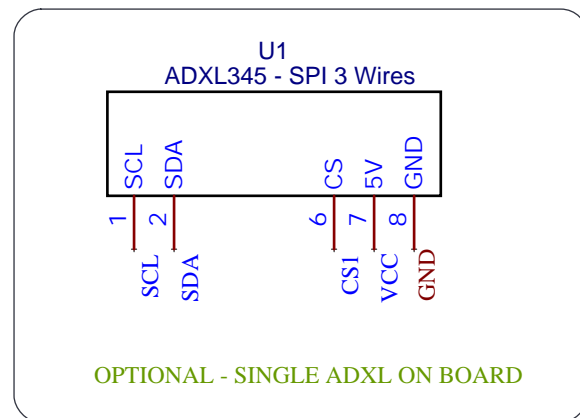 U1
ADXL345 - SPI 3 Wires
SCL
SDA
CS
5V
GND
1
2
6
7
8
SCL
SDA
CS1
VCC
GND
OPTIONAL - SINGLE ADXL ON BOARD